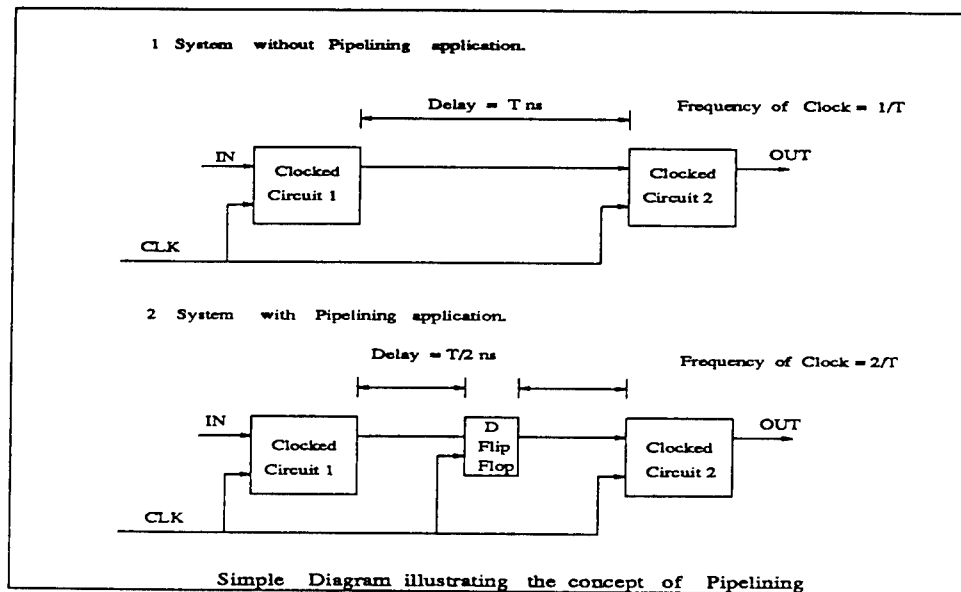 1 System without Pipelining application.
Delay = T ns
Frequency of Clock = 1/T
IN
Clocked
Circuit 1
Clocked
Circuit 2
OUT
CLK
2 System with Pipelining application.
Delay = T/2 ns
Frequency of Clock = 2/T
IN
Clocked
Circuit 1
D
Flip
Flop
Clocked
Circuit 2
OUT
CLK
Simple Diagram illustrating the concept of Pipelining